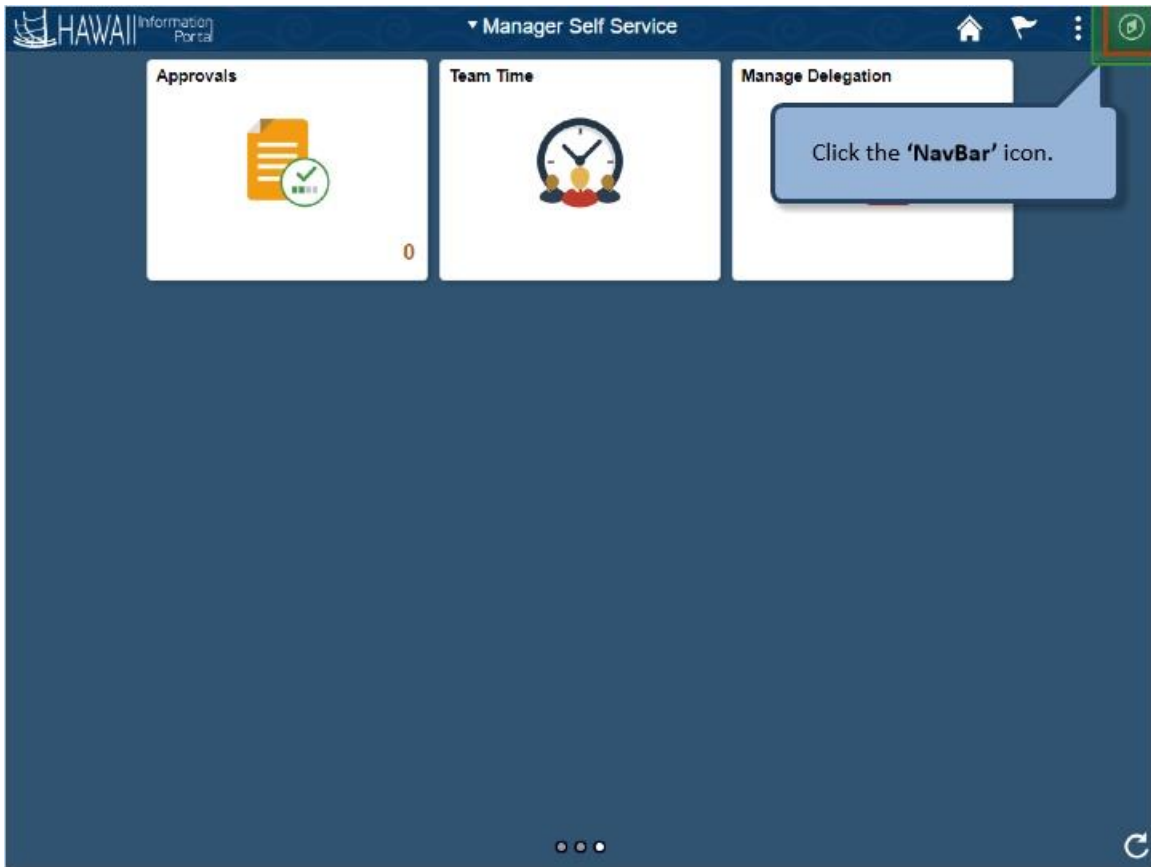 HAWAII Information
Portal
Manager Self Service
Approvals
Team Time
Manage Delegation
Click the ‘NavBar’ icon.
0